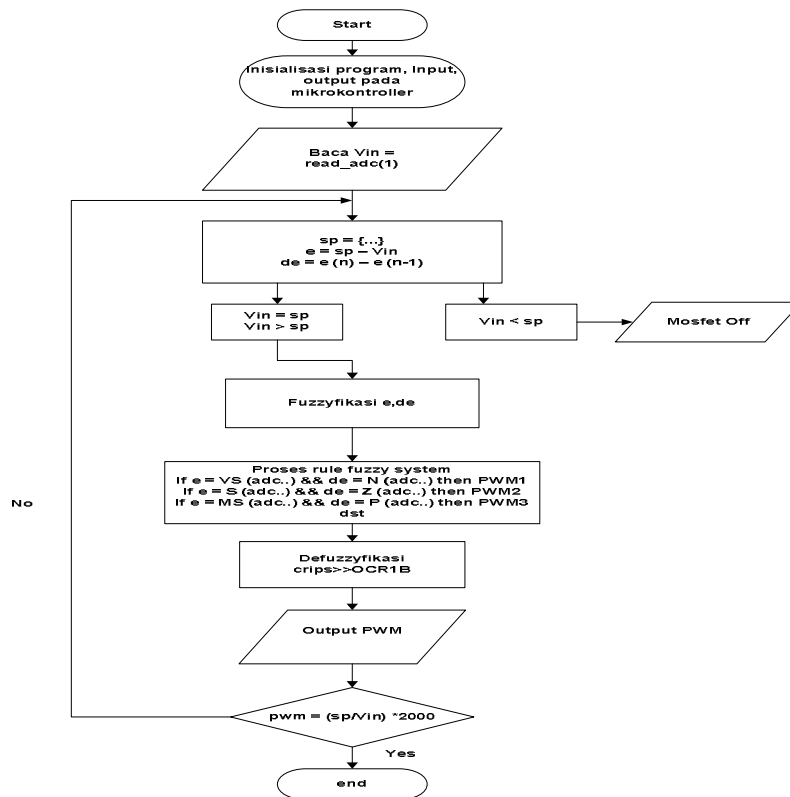 Start
Inisialisasi program, Input,
output pada
mikrokontroller
Baca Vin =
read_adc(1)
sp = {...}
e = sp – Vin
de = e (n) – e (n-1)
Vin = sp
Vin > sp
Vin < sp
Mosfet Off
Fuzzyfikasi e,de
Proses rule fuzzy system
If e = VS (adc..) && de = N (adc..) then PWM1
If e = S (adc..) && de = Z (adc..) then PWM2
If e = MS (adc..) && de = P (adc..) then PWM3
dst
No
Defuzzyfikasi
crips>>OCR1B
Output PWM
pwm = (sp/Vin) *2000
Yes
end